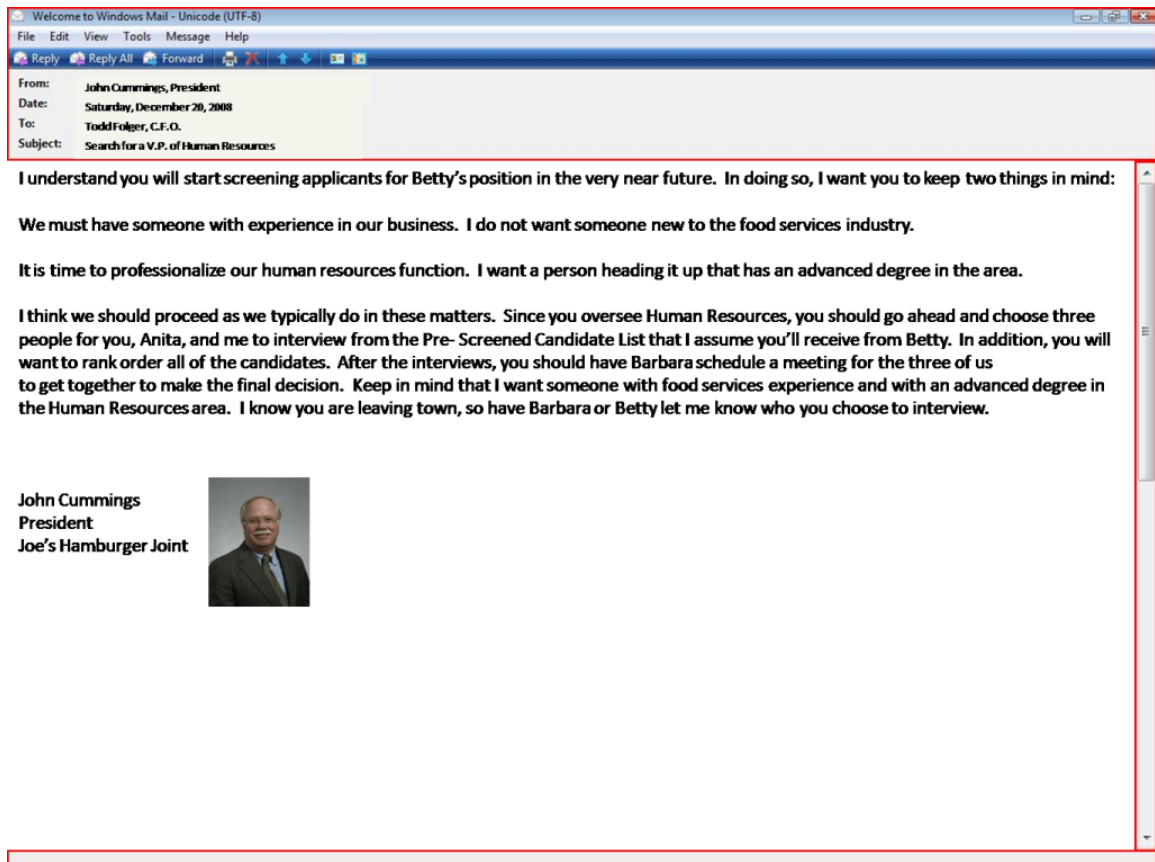 Welcome to Windows Mail - Unicode (UTF-8)
File Edit View Tools Message Help
Reply Reply All Forward
From: John Cummings, President
Date: Saturday, December 20, 2008
To: Todd Folger, C.F.O.
Subject: Search for a V.P. of Human Resources
I understand you will start screening applicants for Betty's position in the very near future. In doing so, I want you to keep two things in mind:
We must have someone with experience in our business. I do not want someone new to the food services industry.
It is time to professionalize our human resources function. I want a person heading it up that has an advanced degree in the area.
I think we should proceed as we typically do in these matters. Since you oversee Human Resources, you should go ahead and choose three
people for you, Anita, and me to interview from the Pre- Screened Candidate List that I assume you'll receive from Betty. In addition, you will
want to rank order all of the candidates. After the interviews, you should have Barbara schedule a meeting for the three of us
to get together to make the final decision. Keep in mind that I want someone with food services experience and with an advanced degree in
the Human Resources area. I know you are leaving town, so have Barbara or Betty let me know who you choose to interview.
John Cummings
President
Joe's Hamburger Joint